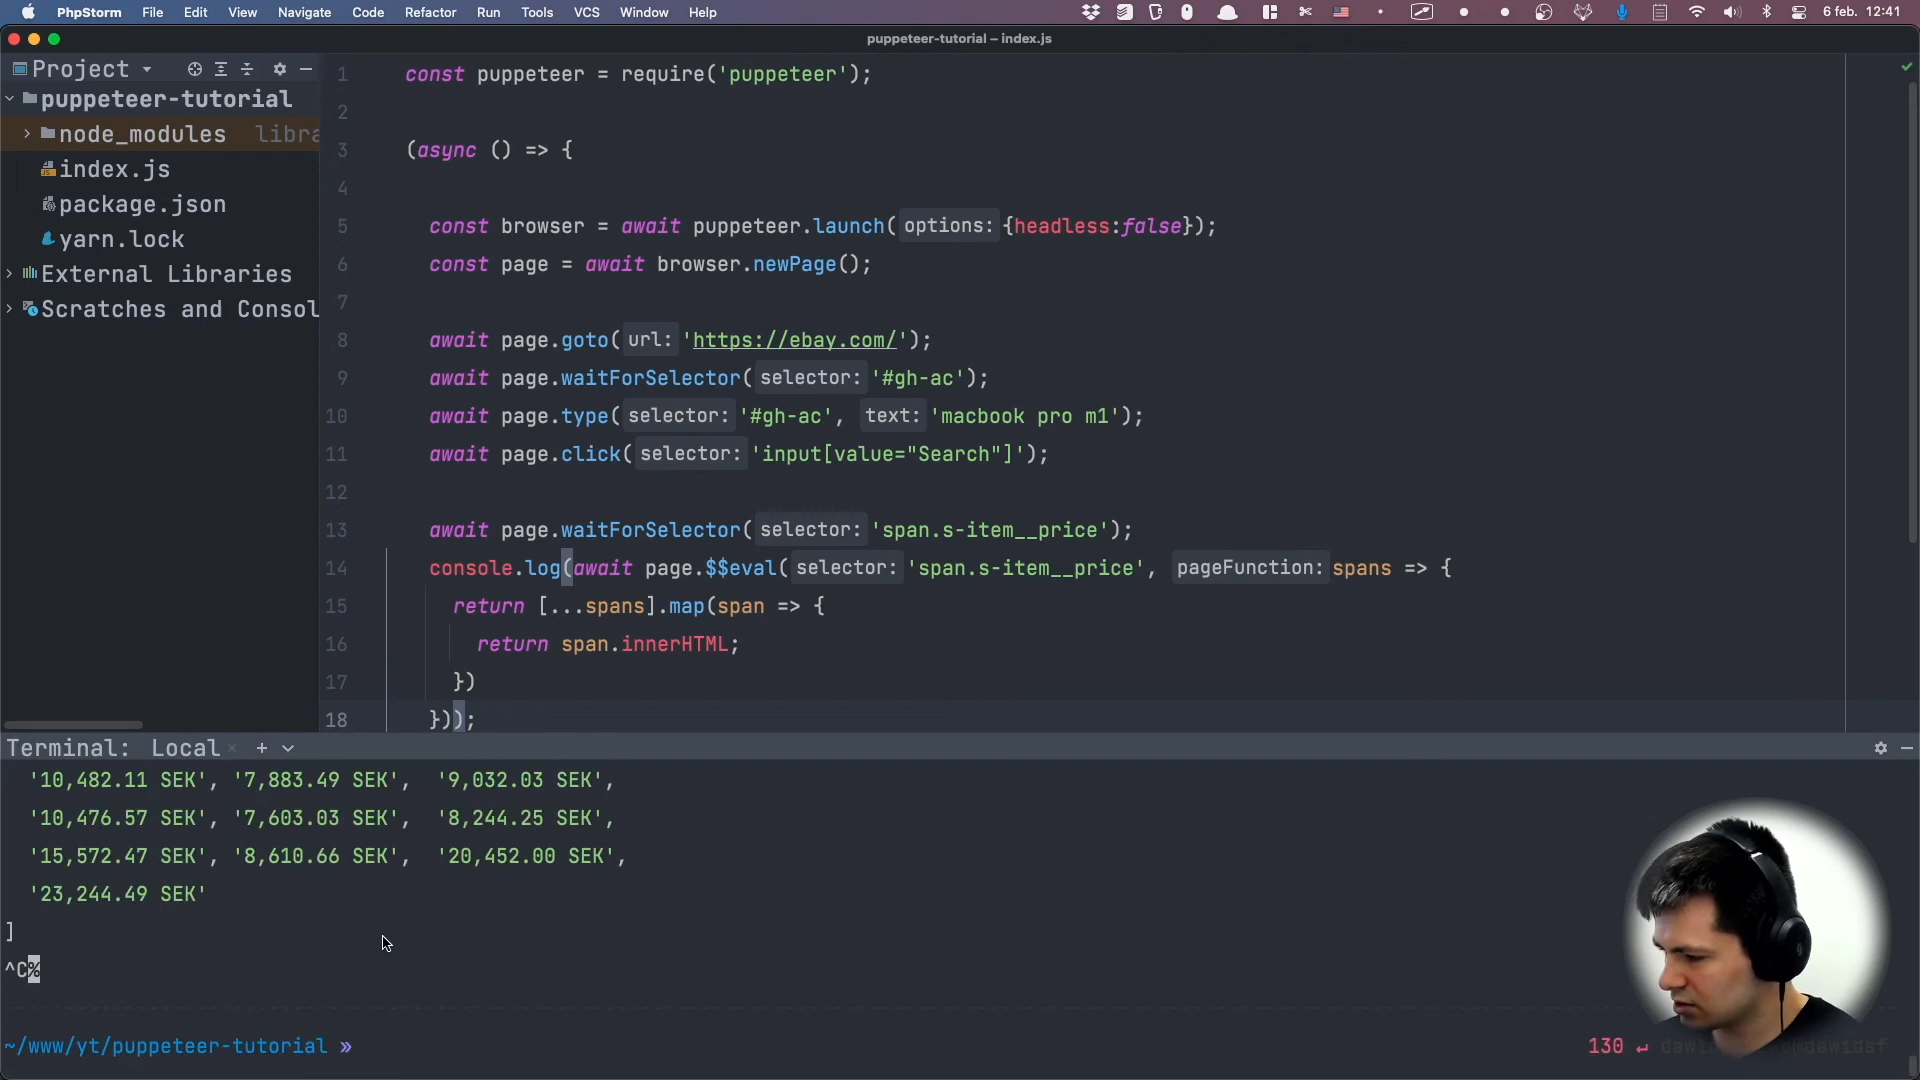 PhpStorm File Edit View Navigate Code Refactor Run Tools VCS Window Help 6 feb. 12:41
puppeteer-tutorial – index.js
Project
puppeteer-tutorial
node_modules libra
index.js
package.json
yarn.lock
External Libraries
Scratches and Consol
1 const puppeteer = require('puppeteer');
2
3 (async () => {
4
5 const browser = await puppeteer.launch( options: {headless:false});
6 const page = await browser.newPage();
7
8 await page.goto( url: 'https://ebay.com/');
9 await page.waitForSelector( selector: '#gh-ac');
10 await page.type( selector: '#gh-ac', text: 'macbook pro m1');
11 await page.click( selector: 'input[value="Search"]');
12
13 await page.waitForSelector( selector: 'span.s-item__price');
14 console.log(await page.$$eval( selector: 'span.s-item__price', pageFunction: spans => {
15 return [...spans].map(span => {
16 return span.innerHTML;
17 })
18 }));
Terminal: Local × +
'10,482.11 SEK', '7,883.49 SEK', '9,032.03 SEK',
'10,476.57 SEK', '7,603.03 SEK', '8,244.25 SEK',
'15,572.47 SEK', '8,610.66 SEK', '20,452.00 SEK',
'23,244.49 SEK'
]
^C%
~/www/yt/puppeteer-tutorial » 130 ↵